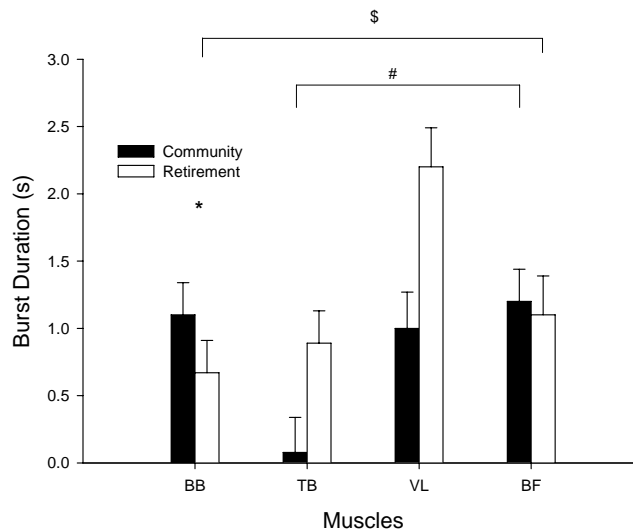 $
#
3.0
2.5
2.0
1.5
1.0
0.5
0.0
Burst Duration (s)
Community
Retirement
*
BB TB VL BF
Muscles